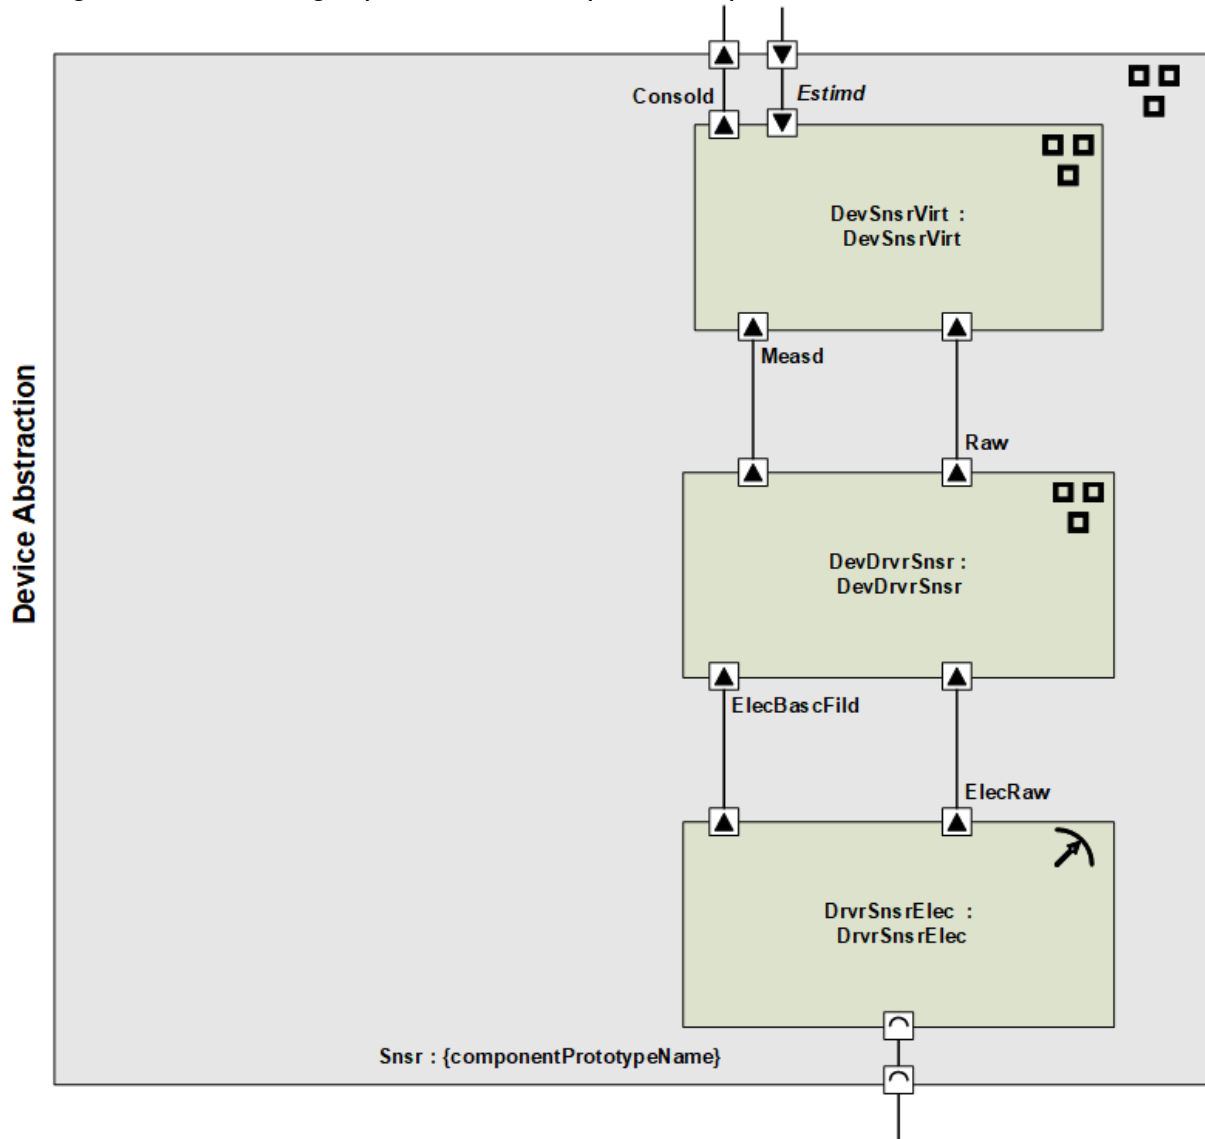 Consold
Estimd
DevSnsrVirt :
DevSnsrVirt
Measd
Raw
Device Abstraction
DevDrvrSnsr :
DevDrvrSnsr
ElecBascFild
ElecRaw
DrvrSnsrElec :
DrvrSnsrElec
Snsr : {componentPrototypeName}